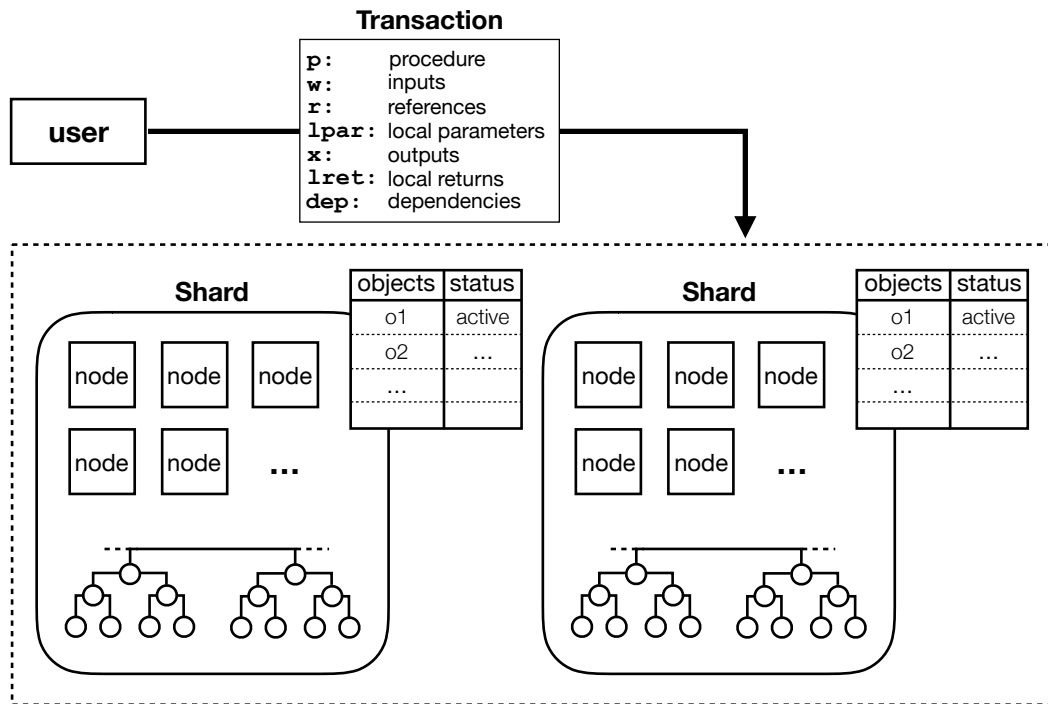 Transaction
p: procedure
w: inputs
r: references
lpar: local parameters
x: outputs
lret: local returns
dep: dependencies
user
Shard
objects status
o1 active
o2 ...
...
node node node
node node ...
Shard
objects status
o1 active
o2 ...
...
node node node
node node ...